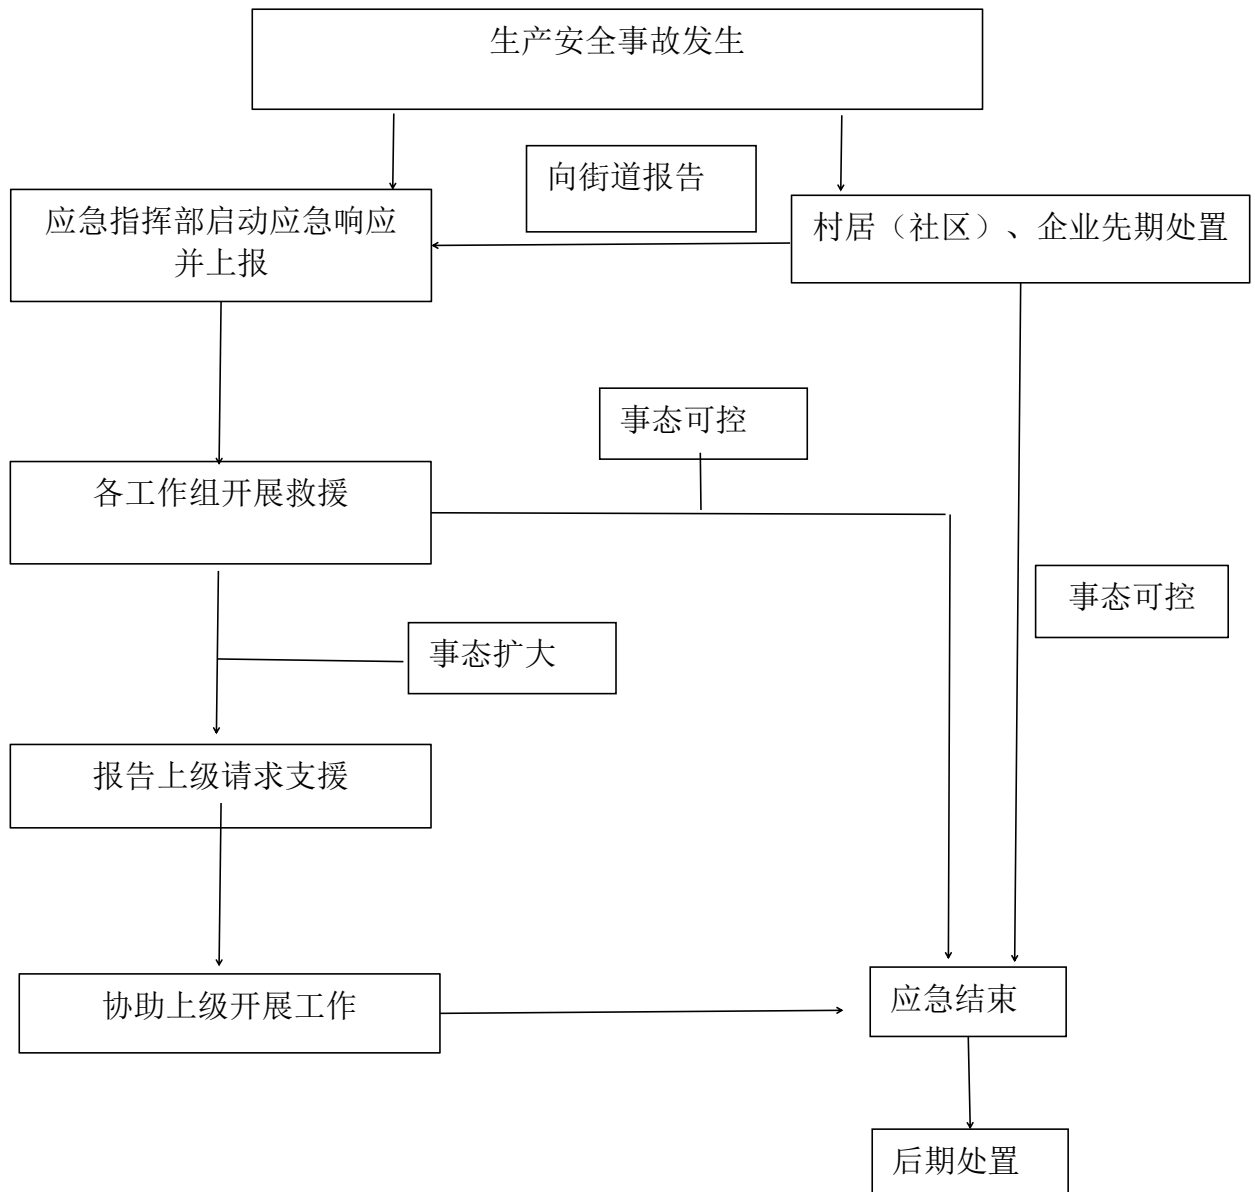 生产安全事故发生
向街道报告
应急指挥部启动应急响应
并上报
村居（社区）、企业先期处置
事态可控
各工作组开展救援
事态可控
事态扩大
报告上级请求支援
协助上级开展工作
应急结束
后期处置